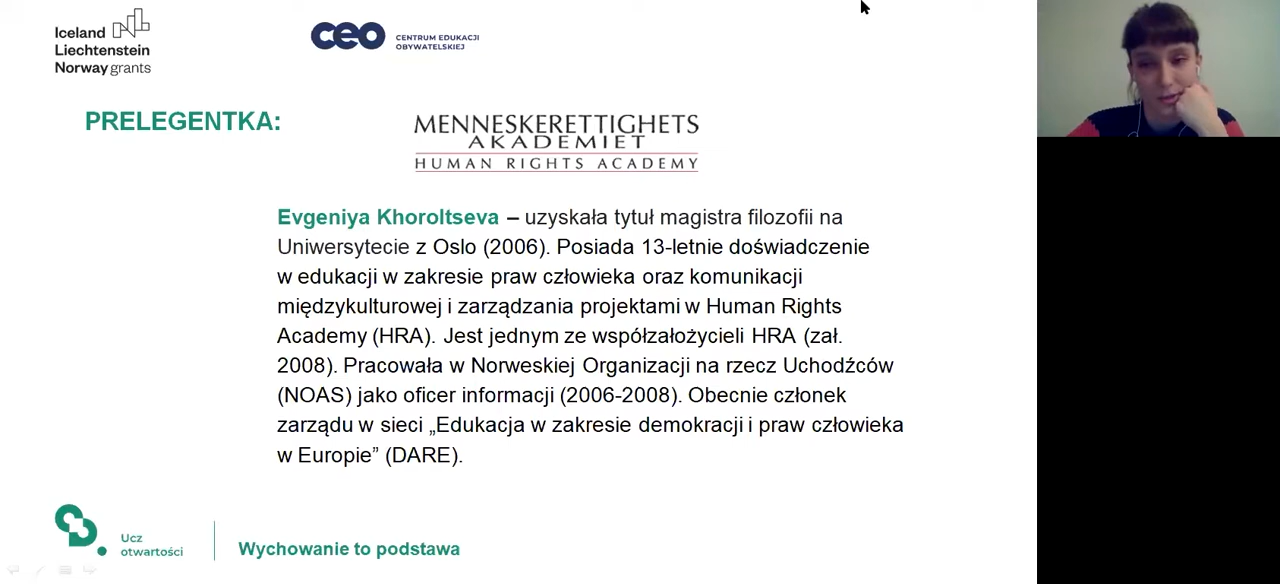 Iceland
Liechtenstein
Norway grants
ceo CENTRUM EDUKACJI
OBYWATELSKIEJ
PRELEGENTKA:
MENNESKERETTIGHETS
AKADEMIET
HUMAN RIGHTS ACADEMY
Evgeniya Khoroltseva – uzyskała tytuł magistra filozofii na
Uniwersytecie z Oslo (2006). Posiada 13-letnie doświadczenie
w edukacji w zakresie praw człowieka oraz komunikacji
międzykulturowej i zarządzania projektami w Human Rights
Academy (HRA). Jest jednym ze współzałożycieli HRA (zał.
2008). Pracowała w Norweskiej Organizacji na rzecz Uchodźców
(NOAS) jako oficer informacji (2006-2008). Obecnie członek
zarządu w sieci „Edukacja w zakresie demokracji i praw człowieka
w Europie” (DARE).
Ucz
otwartości
Wychowanie to podstawa